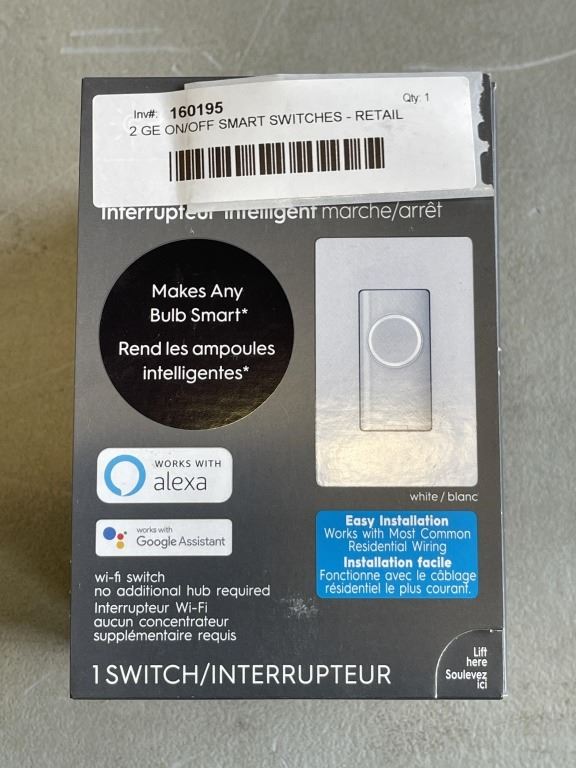 Inv#: 160195
Qty: 1
2 GE ON/OFF SMART SWITCHES - RETAIL
Interrupteur intelligent marche/arrêt
Makes Any
Bulb Smart*
Rend les ampoules
intelligentes*
WORKS WITH
alexa
works with
Google Assistant
white / blanc
Easy Installation
Works with Most Common
Residential Wiring
Installation facile
Fonctionne avec le câblage
résidentiel le plus courant.
wi-fi switch
no additional hub required
Interrupteur Wi-Fi
aucun concentrateur
supplémentaire requis
1 SWITCH/INTERRUPTEUR
Lift
here
Soulevez
ici